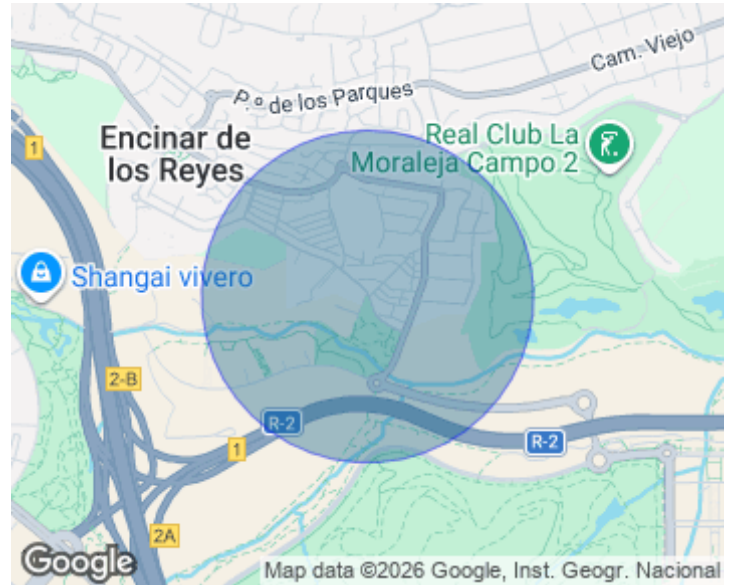 Cam. Viejo
P.º de los Parques
Encinar de
los Reyes
Real Club La
Moraleja Campo 2
1
Shangai vivero
2-B
R-2
1
R-2
2A
Google
Map data ©2026 Google, Inst. Geogr. Nacional